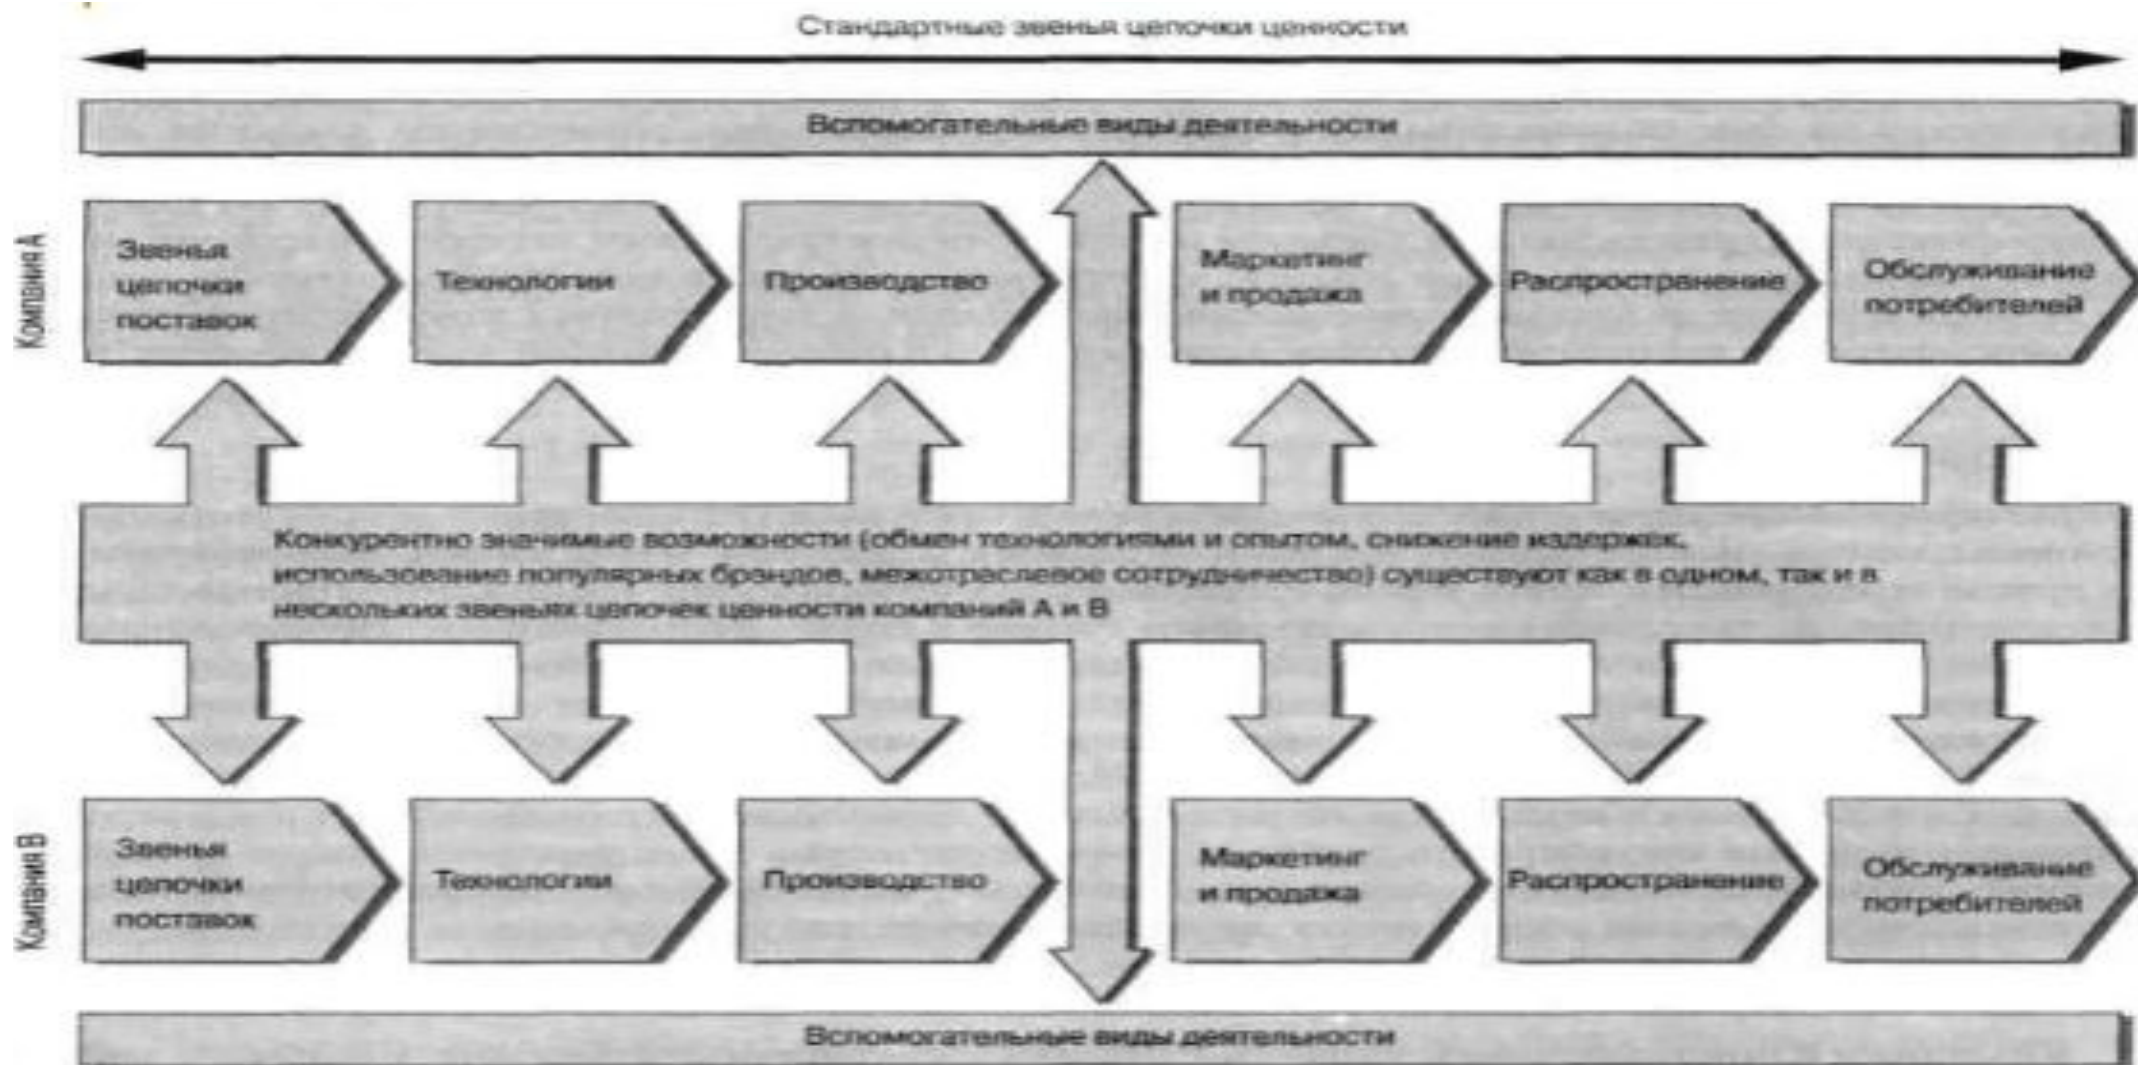 Стандартные звенья цепочки ценности
Вспомогательные виды деятельности
Компания А
Звенья
цепочки
поставок
Технологии
Производство
Маркетинг
и продажа
Распространение
Обслуживание
потребителей
Конкурентно значимые возможности (обмен технологиями и опытом, снижение издержек,
использование популярных брэндов, межотраслевое сотрудничество) существуют как в одном, так и в
нескольких звеньях цепочек ценности компаний А и В
Компания В
Звенья
цепочки
поставок
Технологии
Производство
Маркетинг
и продажа
Распространение
Обслуживание
потребителей
Вспомогательные виды деятельности